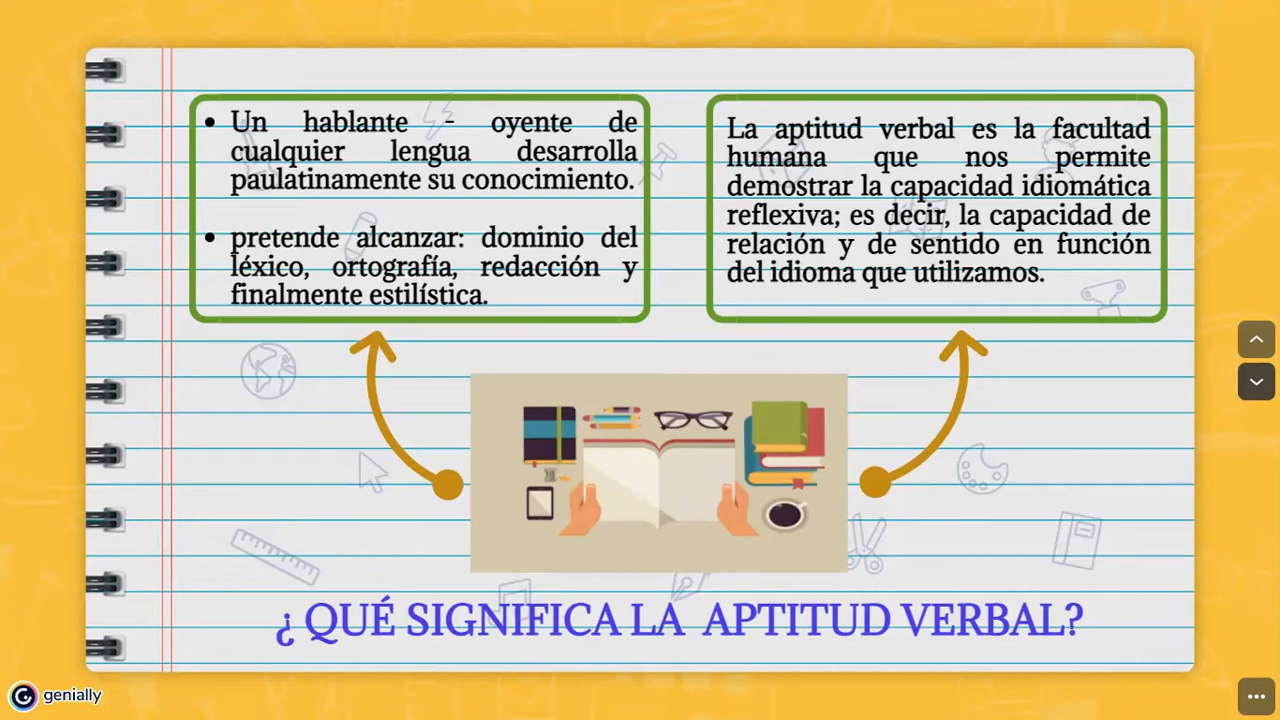 • Un hablante - oyente de
cualquier lengua desarrolla
paulatinamente su conocimiento.
• pretende alcanzar: dominio del
léxico, ortografía, redacción y
finalmente estilística.
La aptitud verbal es la facultad
humana que nos permite
demostrar la capacidad idiomática
reflexiva; es decir, la capacidad de
relación y de sentido en función
del idioma que utilizamos.
¿ QUÉ SIGNIFICA LA APTITUD VERBAL?
genially